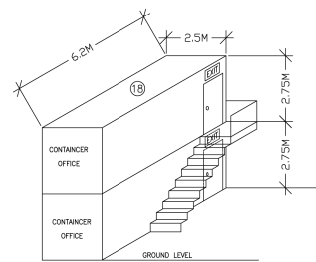 6.2M
2.5M
18
EXIT
2.75M
EXIT
2.75M
CONTAINCER
OFFICE
CONTAINCER
OFFICE
GROUND LEVEL